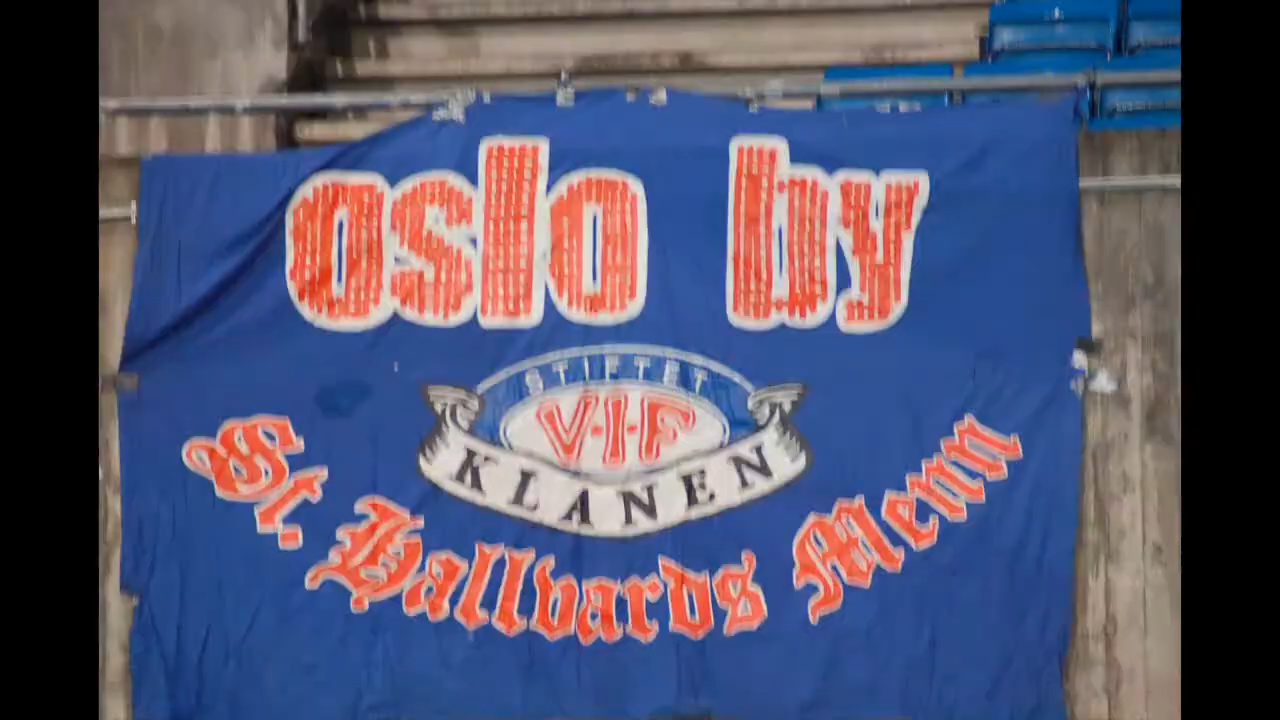 oslo by
STIFTET
V-I-F
KLANEN
St. Hallvards Menn